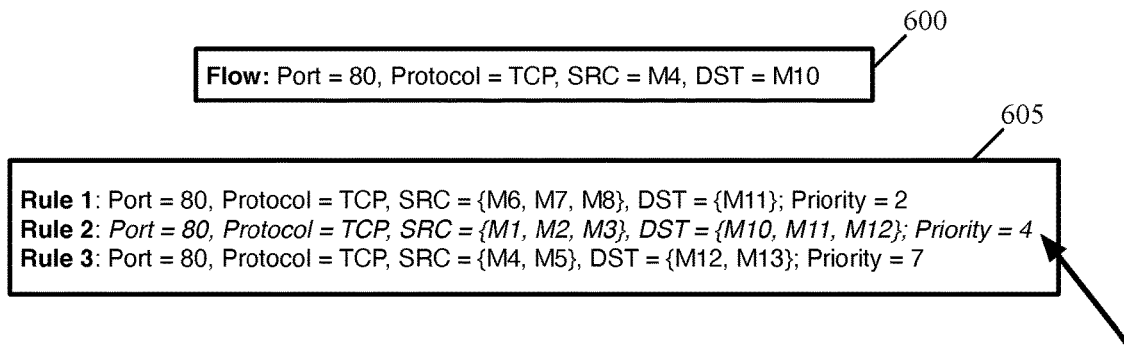 600
Flow: Port = 80, Protocol = TCP, SRC = M4, DST = M10
605
Rule 1: Port = 80, Protocol = TCP, SRC = {M6, M7, M8}, DST = {M11}; Priority = 2
Rule 2: Port = 80, Protocol = TCP, SRC = {M1, M2, M3}, DST = {M10, M11, M12}; Priority = 4
Rule 3: Port = 80, Protocol = TCP, SRC = {M4, M5}, DST = {M12, M13}; Priority = 7